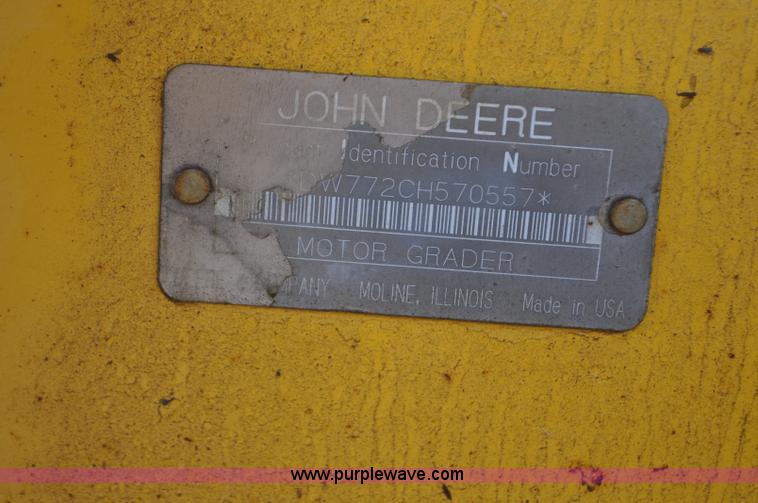 JOHN DEERE
Identification Number
DW772CH570557*
MOTOR GRADER
MOLINE, ILLINOIS Made in USA
www.purplewave.com